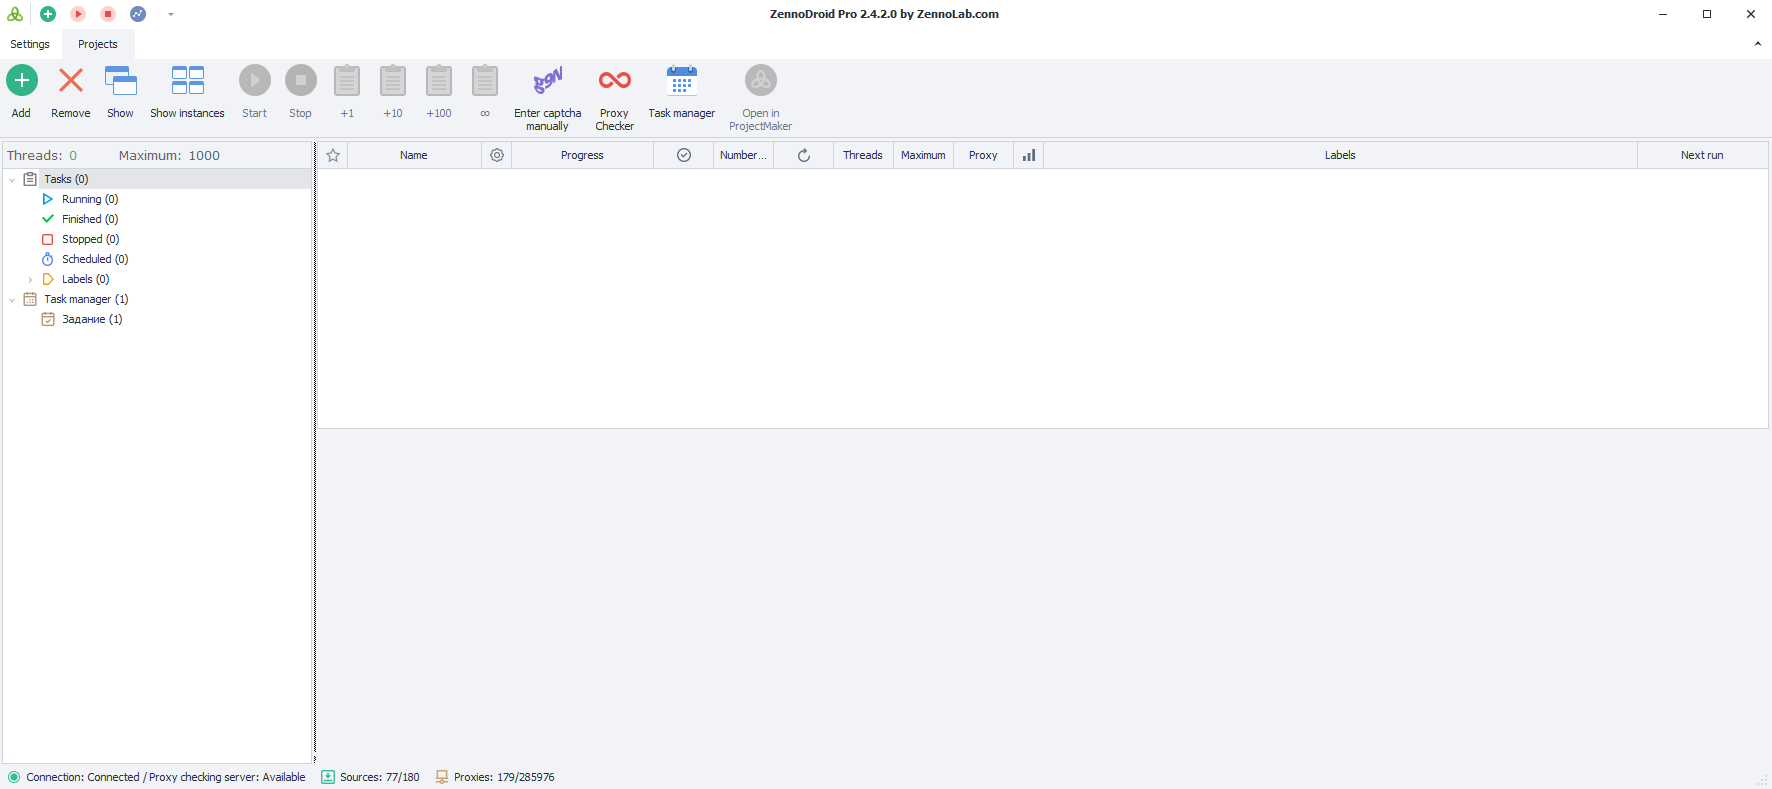 ZennoDroid Pro 2.4.2.0 by ZennoLab.com
Settings Projects
Add Remove Show Show instances Start Stop +1 +10 +100 ∞ Enter captcha manually Proxy Checker Task manager Open in ProjectMaker
Threads: 0 Maximum: 1000
Name Progress Number... Threads Maximum Proxy Labels Next run
Tasks (0)
Running (0)
Finished (0)
Stopped (0)
Scheduled (0)
Labels (0)
Task manager (1)
Задание (1)
Connection: Connected / Proxy checking server: Available Sources: 77/180 Proxies: 179/285976